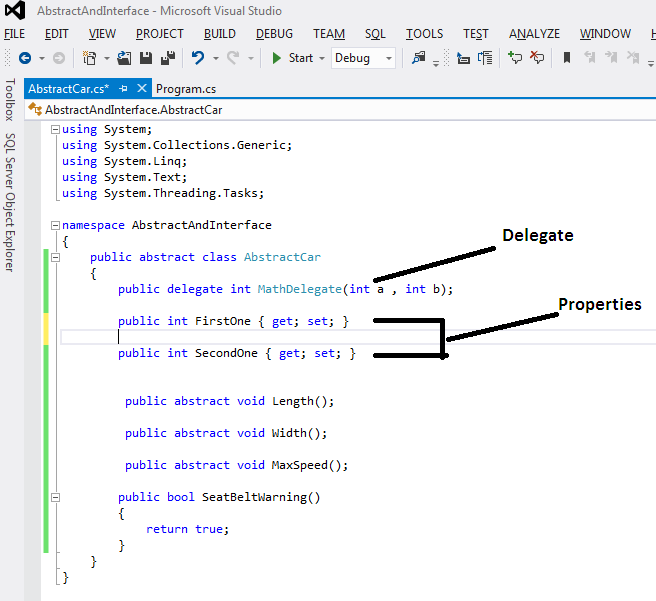 AbstractAndInterface - Microsoft Visual Studio
FILE EDIT VIEW PROJECT BUILD DEBUG TEAM SQL TOOLS TEST ANALYZE WINDOW H
Start Debug
Toolbox
SQL Server Object Explorer
AbstractCar.cs* Program.cs
AbstractAndInterface.AbstractCar
using System;
using System.Collections.Generic;
using System.Linq;
using System.Text;
using System.Threading.Tasks;
namespace AbstractAndInterface
{
public abstract class AbstractCar
{
Delegate
public delegate int MathDelegate(int a , int b);
Properties
public int FirstOne { get; set; }
public int SecondOne { get; set; }
public abstract void Length();
public abstract void Width();
public abstract void MaxSpeed();
public bool SeatBeltWarning()
{
return true;
}
}
}